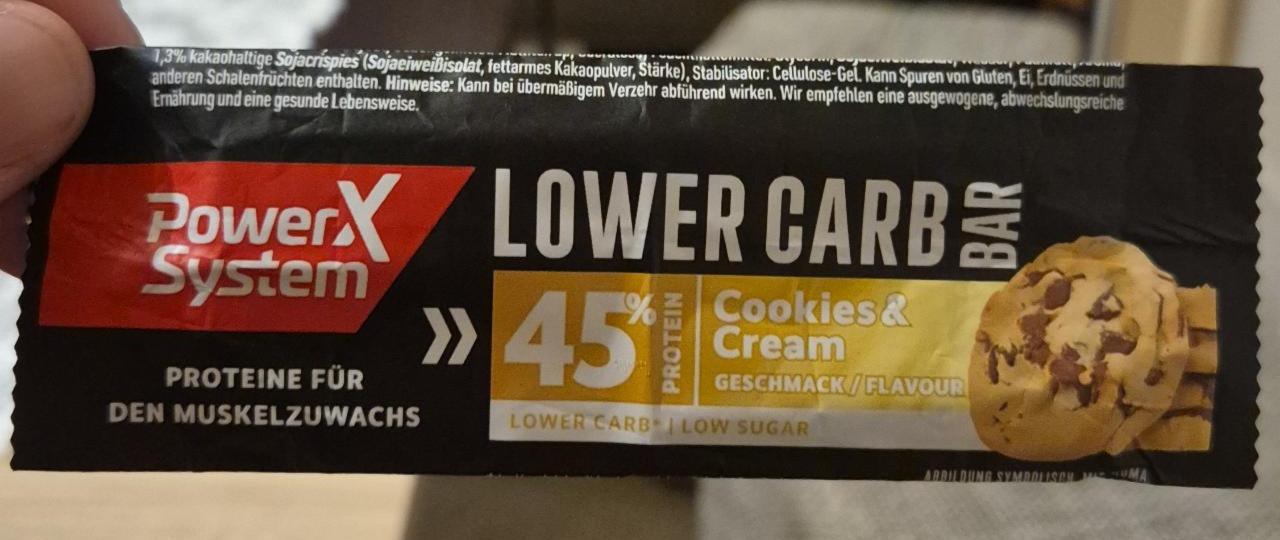 1,3% kakaohaltige Sojacrispies (Sojaeiweißisolat, fettarmes Kakaopulver, Stärke), Stabilisator: Cellulose-Gel. Kann Spuren von Gluten, Ei, Erdnüssen und
anderen Schalenfrüchten enthalten. Hinweise: Kann bei übermäßigem Verzehr abführend wirken. Wir empfehlen eine ausgewogene, abwechslungsreiche
Ernährung und eine gesunde Lebensweise.
PowerX
System
PROTEINE FÜR
DEN MUSKELZUWACHS
LOWER CARB BAR
45% PROTEIN
Cookies &
Cream
GESCHMACK / FLAVOUR
LOWER CARB* | LOW SUGAR
ABBILDUNG SYMBOLISCH